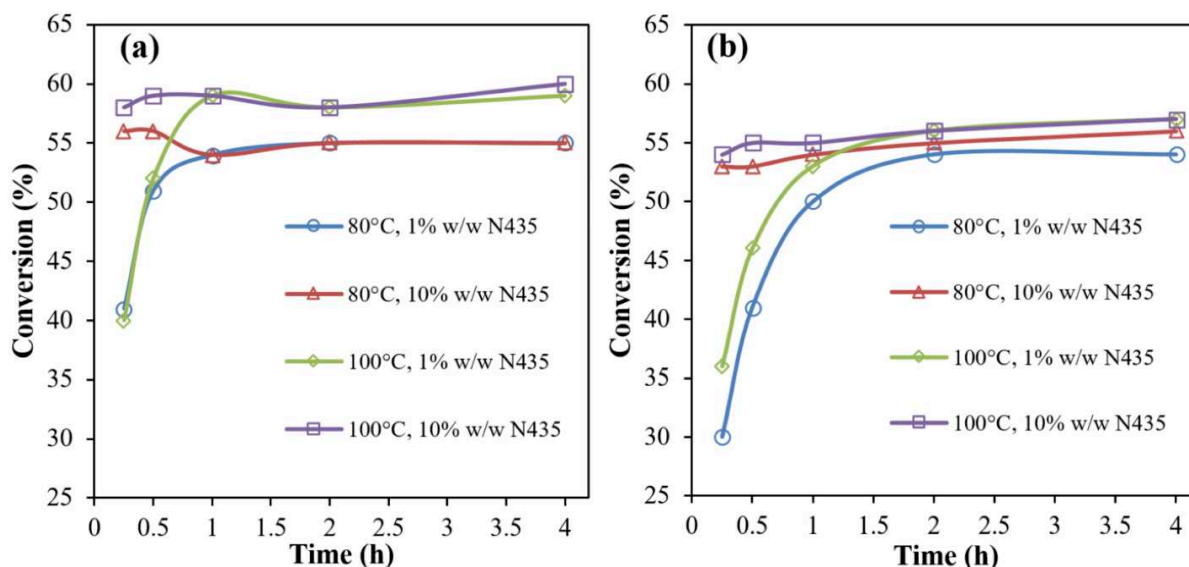 (a)
65
60
55
50
45
40
35
30
25
Conversion (%)
80°C, 1% w/w N435
80°C, 10% w/w N435
100°C, 1% w/w N435
100°C, 10% w/w N435
0 0.5 1 1.5 2 2.5 3 3.5 4
Time (h)
(b)
65
60
55
50
45
40
35
30
25
Conversion (%)
80°C, 1% w/w N435
80°C, 10% w/w N435
100°C, 1% w/w N435
100°C, 10% w/w N435
0 0.5 1 1.5 2 2.5 3 3.5 4
Time (h)